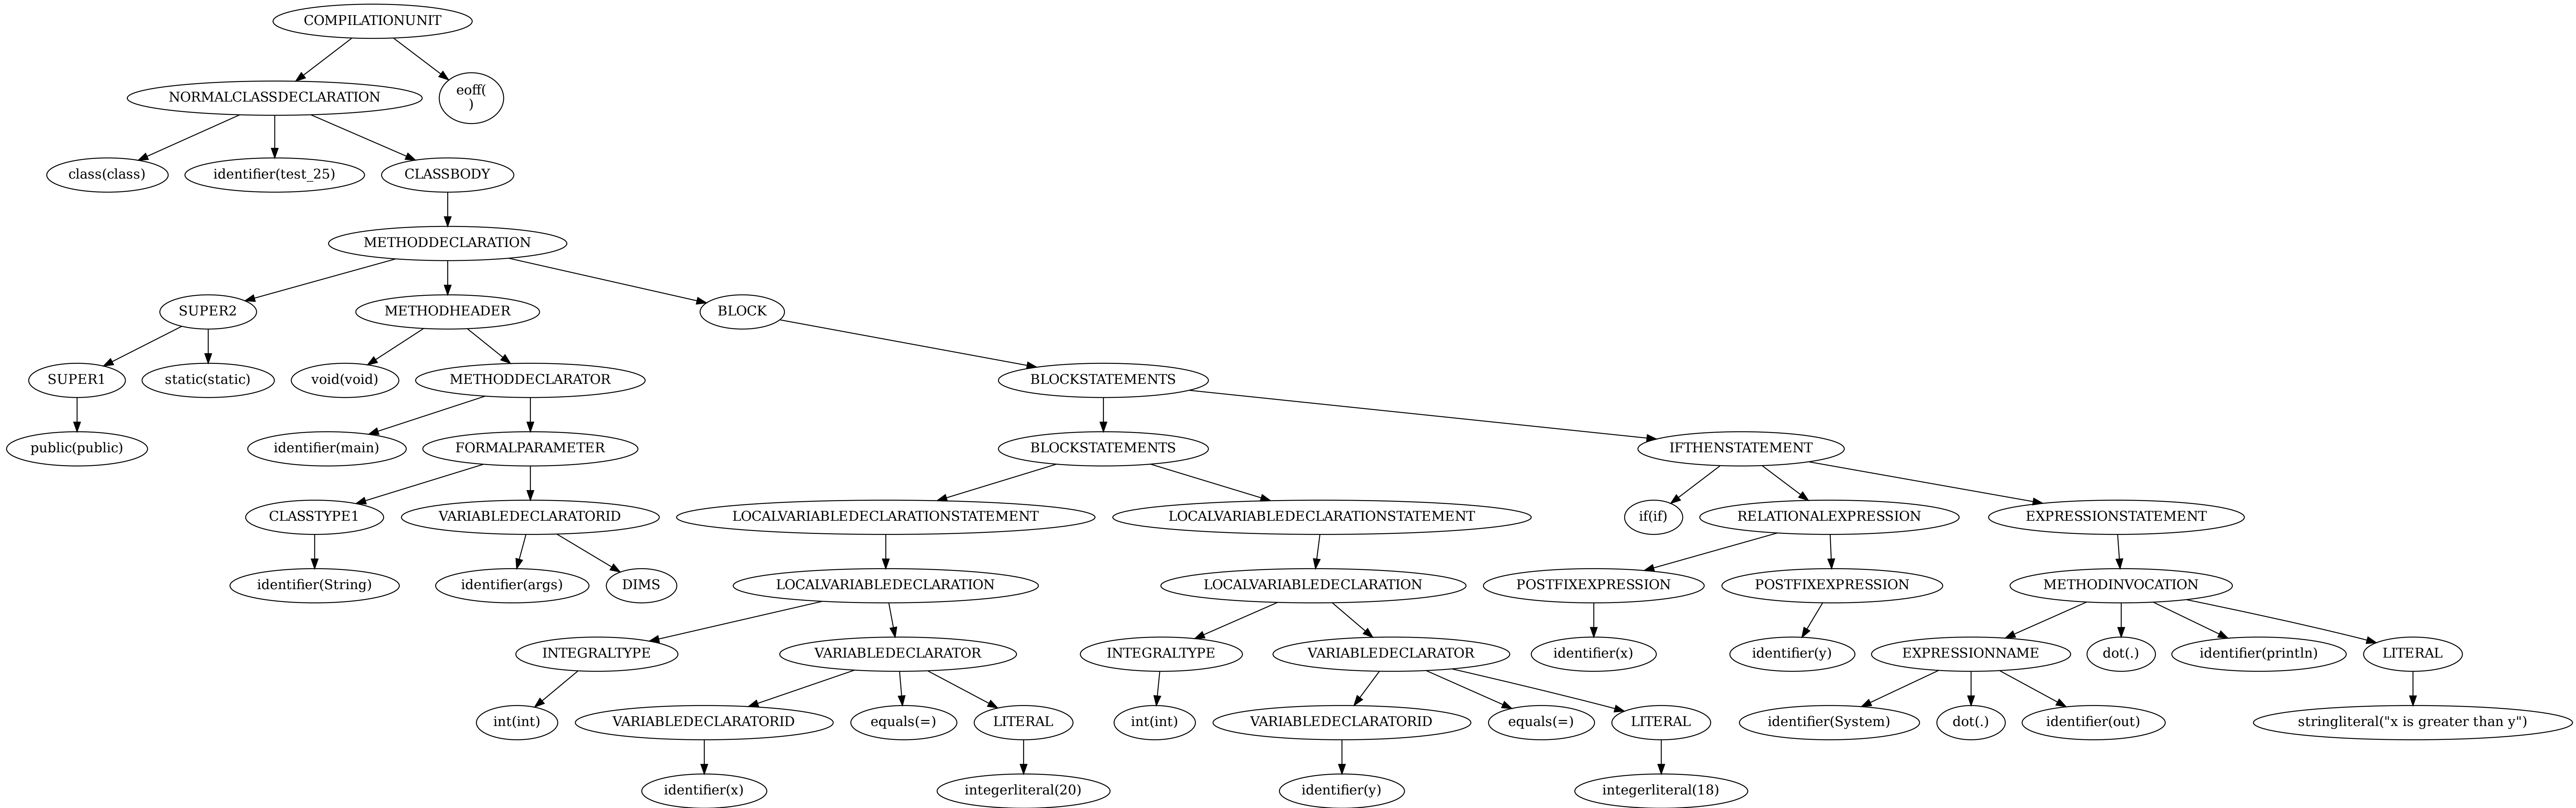 COMPILATIONUNIT
NORMALCLASSDECLARATION
eoff(
)
class(class)
identifier(test_25)
CLASSBODY
METHODDECLARATION
SUPER2
METHODHEADER
BLOCK
SUPER1
static(static)
void(void)
METHODDECLARATOR
BLOCKSTATEMENTS
public(public)
identifier(main)
FORMALPARAMETER
BLOCKSTATEMENTS
IFTHENSTATEMENT
CLASSTYPE1
VARIABLEDECLARATORID
LOCALVARIABLEDECLARATIONSTATEMENT
LOCALVARIABLEDECLARATIONSTATEMENT
if(if)
RELATIONALEXPRESSION
EXPRESSIONSTATEMENT
identifier(String)
identifier(args)
DIMS
LOCALVARIABLEDECLARATION
LOCALVARIABLEDECLARATION
POSTFIXEXPRESSION
POSTFIXEXPRESSION
METHODINVOCATION
INTEGRALTYPE
VARIABLEDECLARATOR
INTEGRALTYPE
VARIABLEDECLARATOR
identifier(x)
identifier(y)
EXPRESSIONNAME
dot(.)
identifier(println)
LITERAL
int(int)
VARIABLEDECLARATORID
equals(=)
LITERAL
int(int)
VARIABLEDECLARATORID
equals(=)
LITERAL
identifier(System)
dot(.)
identifier(out)
stringliteral("x is greater than y")
identifier(x)
integerliteral(20)
identifier(y)
integerliteral(18)